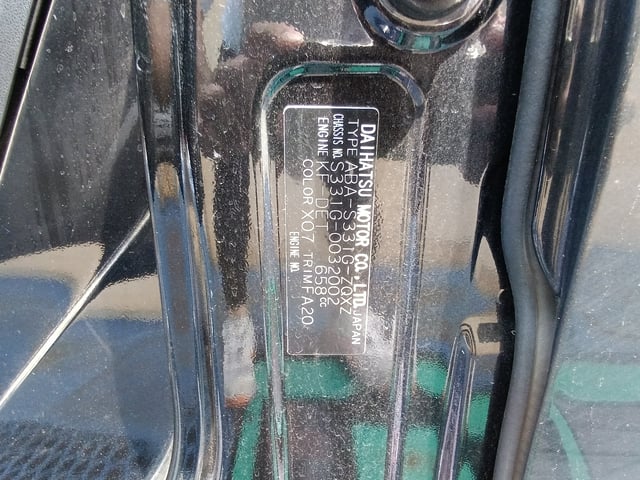 DAIHATSU MOTOR CO.,LTD. JAPAN
TYPE ABA-S331G-ZQXZ
CHASSIS NO. S331G-0032002
ENGINE KF-DET 658cc
COLOR X07 TRIM FA20
ENGINE NO.